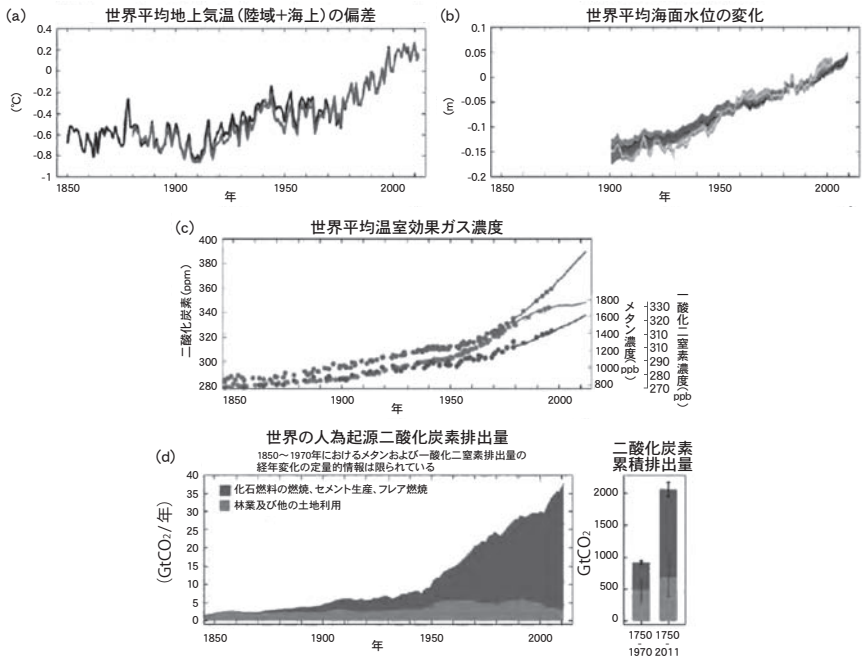 (a)
世界平均地上気温(陸域+海上)の偏差
(℃)
0.4
0.2
0
-0.2
-0.4
-0.6
-0.8
-1
1850
1900
1950
2000
年
(b)
世界平均海面水位の変化
(m)
0.1
0.05
0
-0.05
-0.1
-0.15
-0.2
1850
1900
1950
2000
年
(c)
世界平均温室効果ガス濃度
二酸化炭素(ppm)
400
380
360
340
320
300
280
1850
1900
1950
2000
年
1800
1600
1400
1200
1000
800
メタン濃度(ppb)
330
320
310
300
290
280
270
一酸化二窒素濃度(ppb)
(d)
世界の人為起源二酸化炭素排出量
1850~1970年におけるメタンおよび一酸化二窒素排出量の
経年変化の定量的情報は限られている
(GtCO2/年)
40
35
30
25
20
15
10
5
0
化石燃料の燃焼、セメント生産、フレア燃焼
林業及び他の土地利用
1850
1900
1950
2000
年
二酸化炭素
累積排出量
GtCO2
2000
1500
1000
500
0
1750 1750
- -
1970 2011